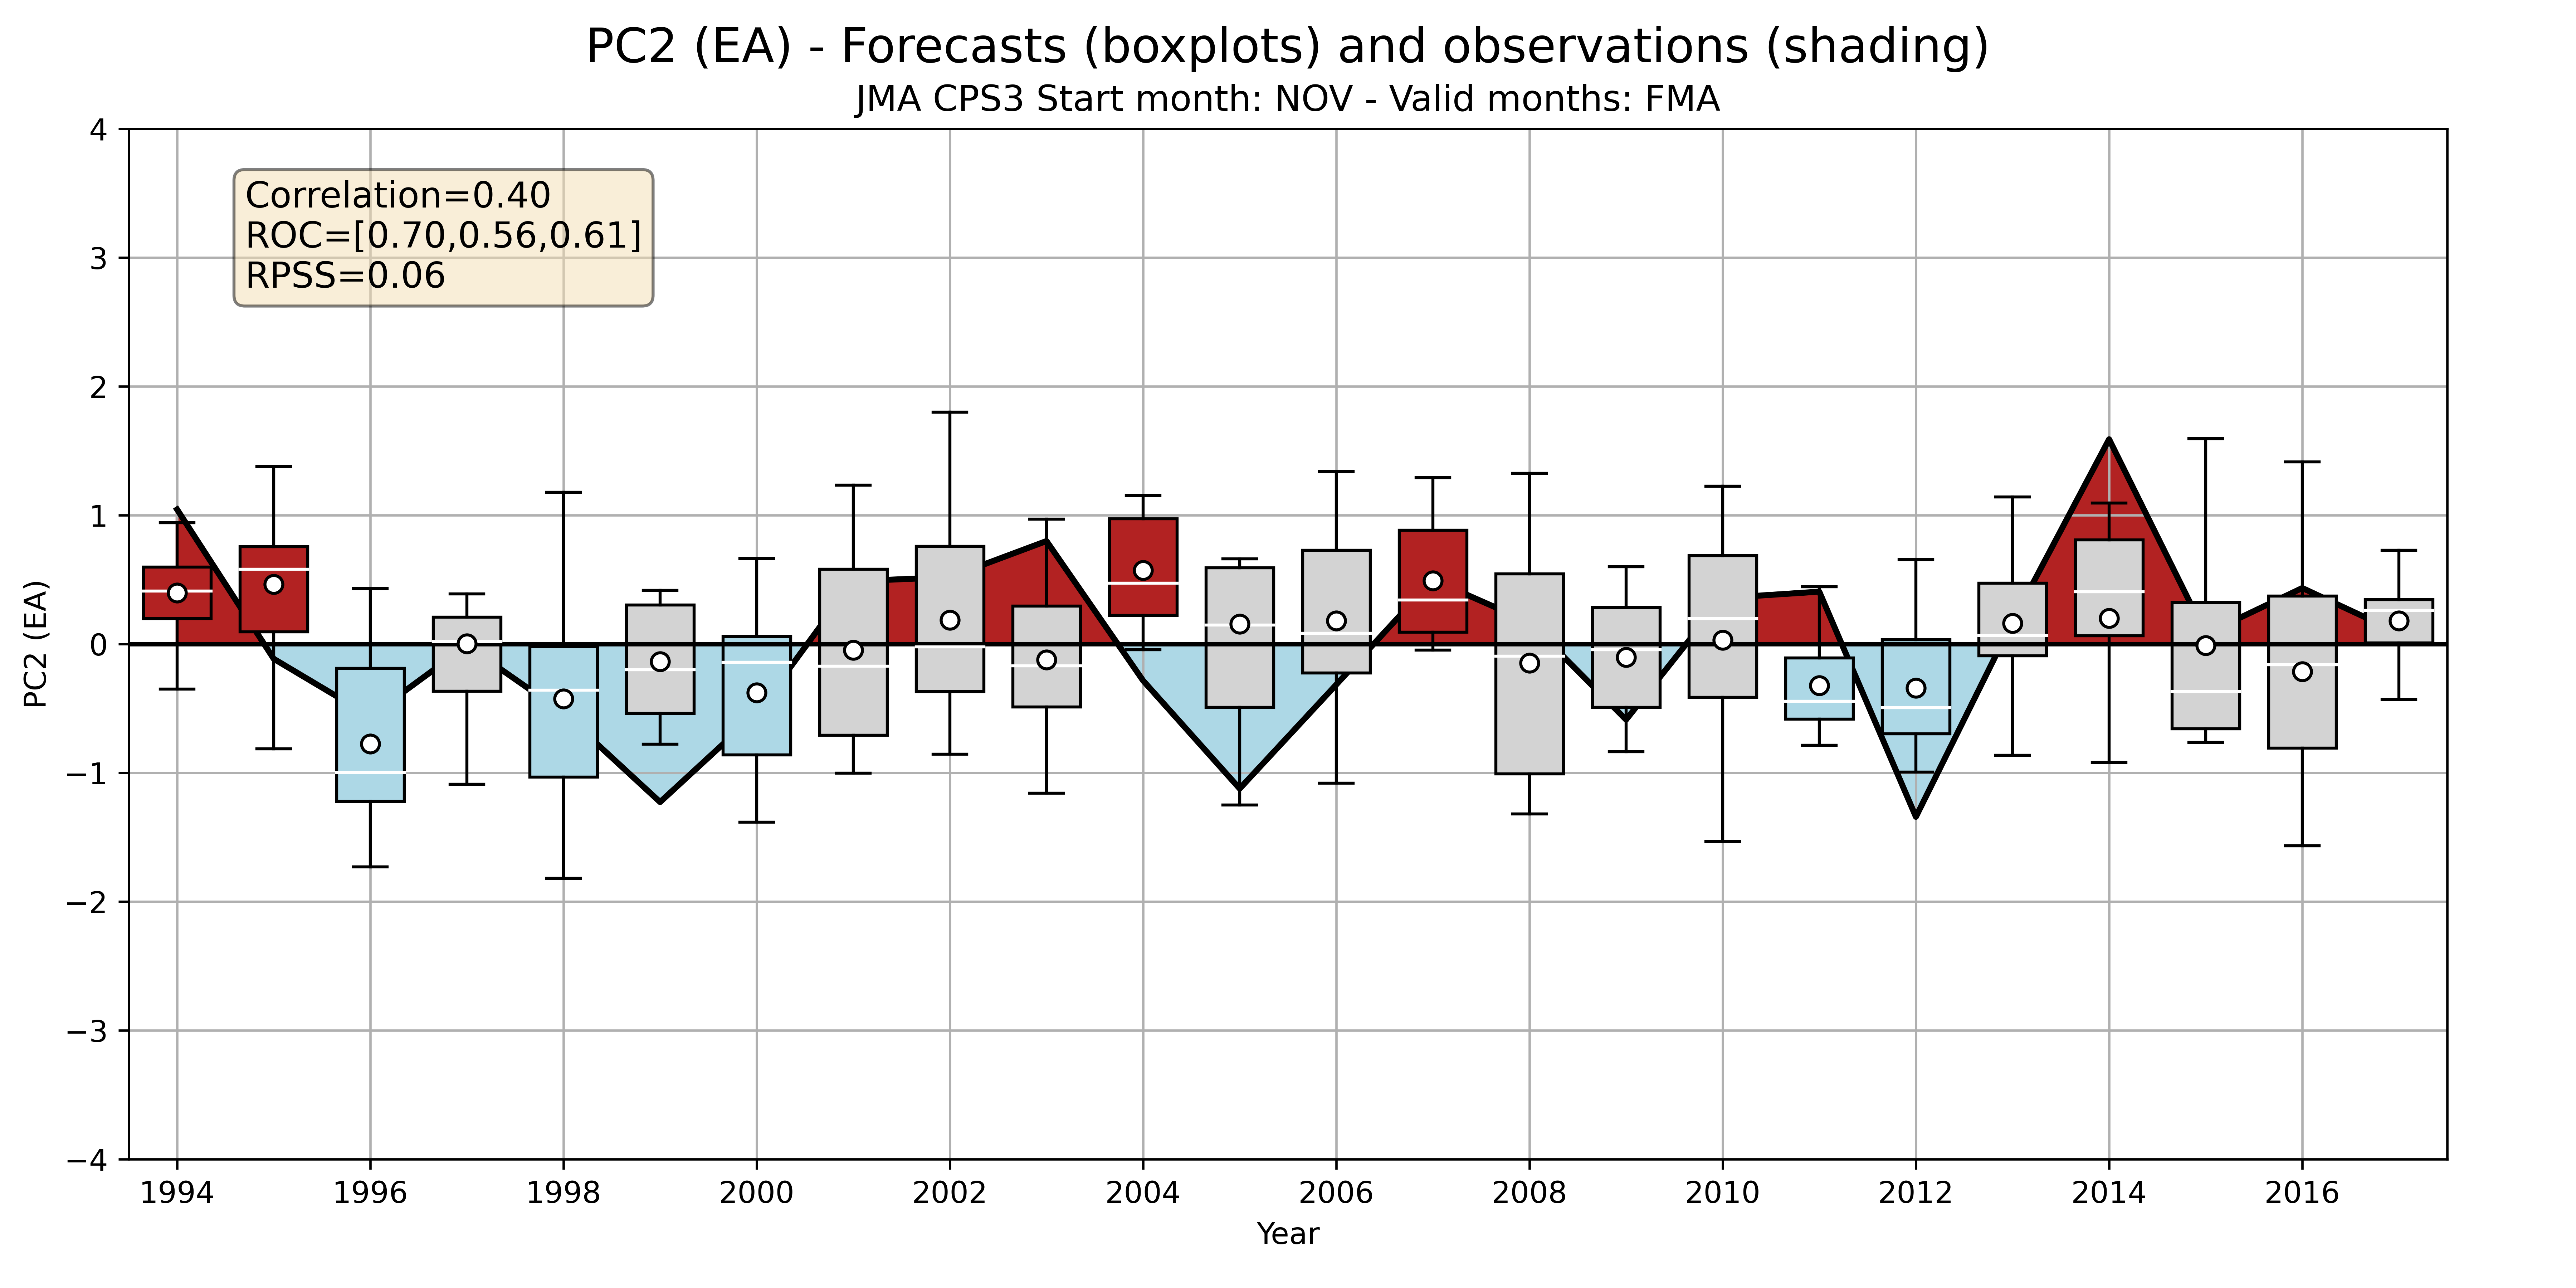 PC2 (EA) - Forecasts (boxplots) and observations (shading)
JMA CPS3 Start month: NOV - Valid months: FMA
Correlation=0.40
ROC=[0.70,0.56,0.61]
RPSS=0.06
PC2 (EA)
4
3
2
1
0
−1
−2
−3
−4
1994 1996 1998 2000 2002 2004 2006 2008 2010 2012 2014 2016
Year